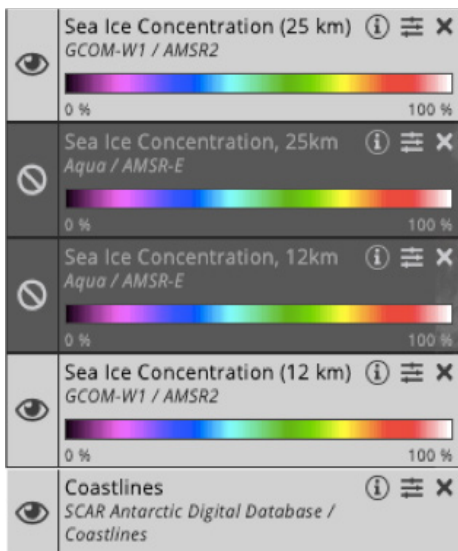 Sea Ice Concentration (25 km)
GCOM-W1 / AMSR2
0 % 100 %
Sea Ice Concentration, 25km
Aqua / AMSR-E
0 % 100 %
Sea Ice Concentration, 12km
Aqua / AMSR-E
0 % 100 %
Sea Ice Concentration (12 km)
GCOM-W1 / AMSR2
0 % 100 %
Coastlines
SCAR Antarctic Digital Database /
Coastlines